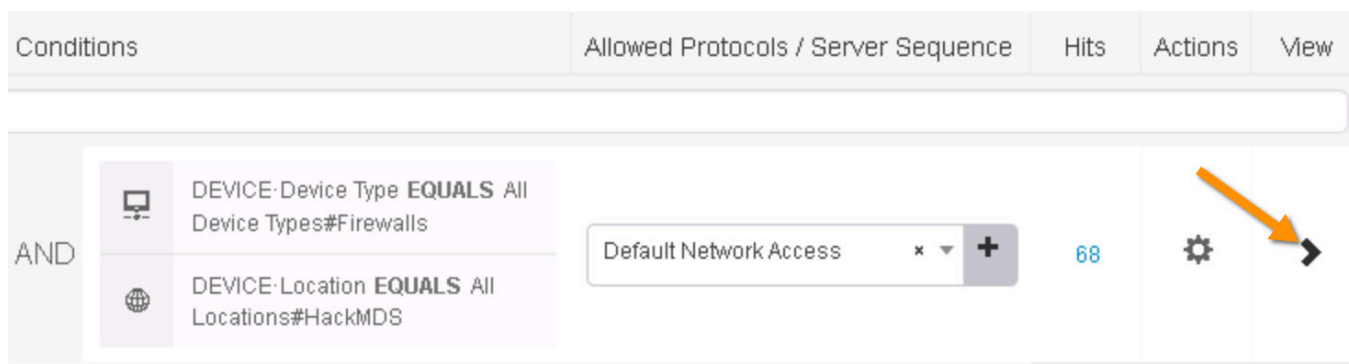 Conditions Allowed Protocols / Server Sequence Hits Actions View
DEVICE·Device Type EQUALS All
Device Types#Firewalls
AND
Default Network Access × +
68
DEVICE·Location EQUALS All
Locations#HackMDS